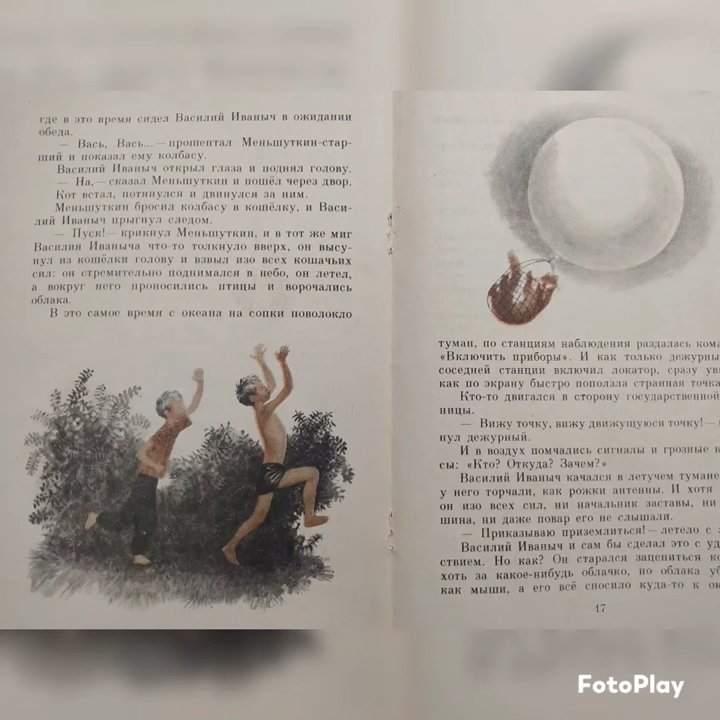 где в это время сидел Василий Иваныч в ожидании
обеда.
— Вась, Вась...— прошептал Меньшуткин-стар-
ший и показал ему колбасу.
Василий Иваныч открыл глаза и поднял голову.
— На,— сказал Меньшуткин и пошёл через двор.
Кот встал, потянулся и двинулся за ним.
Меньшуткин бросил колбасу в кошёлку, и Васи-
лий Иваныч прыгнул следом.
— Пуск!— крикнул Меньшуткин, и в тот же миг
Василия Иваныча что-то толкнуло вверх, он высу-
нул из кошёлки голову и взвыл изо всех кошачьих
сил: он стремительно поднимался в небо, он летел,
а вокруг него проносились птицы и ворочались
облака.
В это самое время с океана на сопки поволокло
туман, по станциям наблюдения раздалась кома
«Включить приборы». И как только дежурны
соседней станции включил локатор, сразу уви
как по экрану быстро поползла странная точка
Кто-то двигался в сторону государственной
ницы.
— Вижу точку, вижу движущуюся точку!—
нул дежурный.
И в воздух помчались сигналы и грозные в
сы: «Кто? Откуда? Зачем?»
Василий Иваныч качался в летучем тумане
у него торчали, как рожки антенны. И хотя
он изо всех сил, ни начальник заставы, ни
шина, ни даже повар его не слышали.
— Приказываю приземлиться!— летело с
Василий Иваныч и сам бы сделал это с уд
ствием. Но как? Он старался зацепиться ко
хоть за какое-нибудь облачко, но облака уб
как мыши, а его всё сносило куда-то к ок
17
FotoPlay